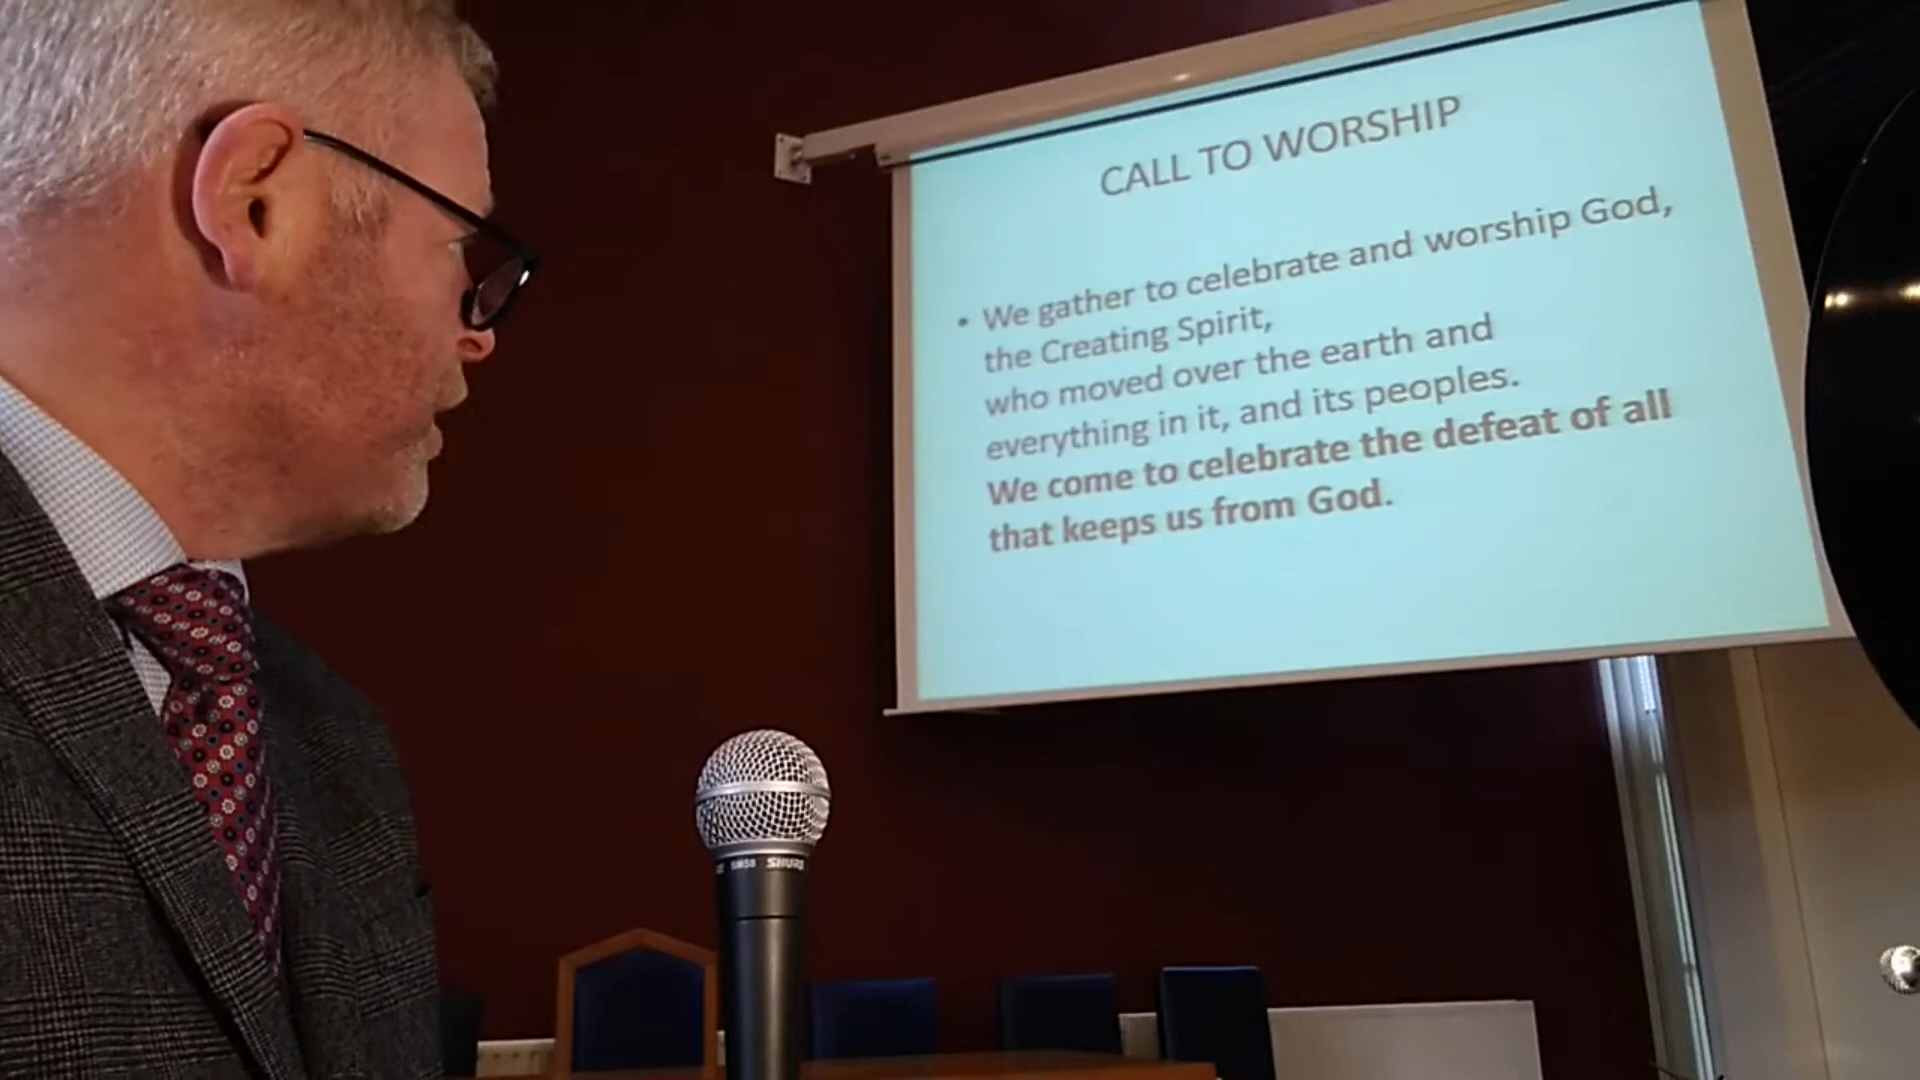 CALL TO WORSHIP
• We gather to celebrate and worship God,
the Creating Spirit,
who moved over the earth and
everything in it, and its peoples.
We come to celebrate the defeat of all
that keeps us from God.
SM58 SHURE